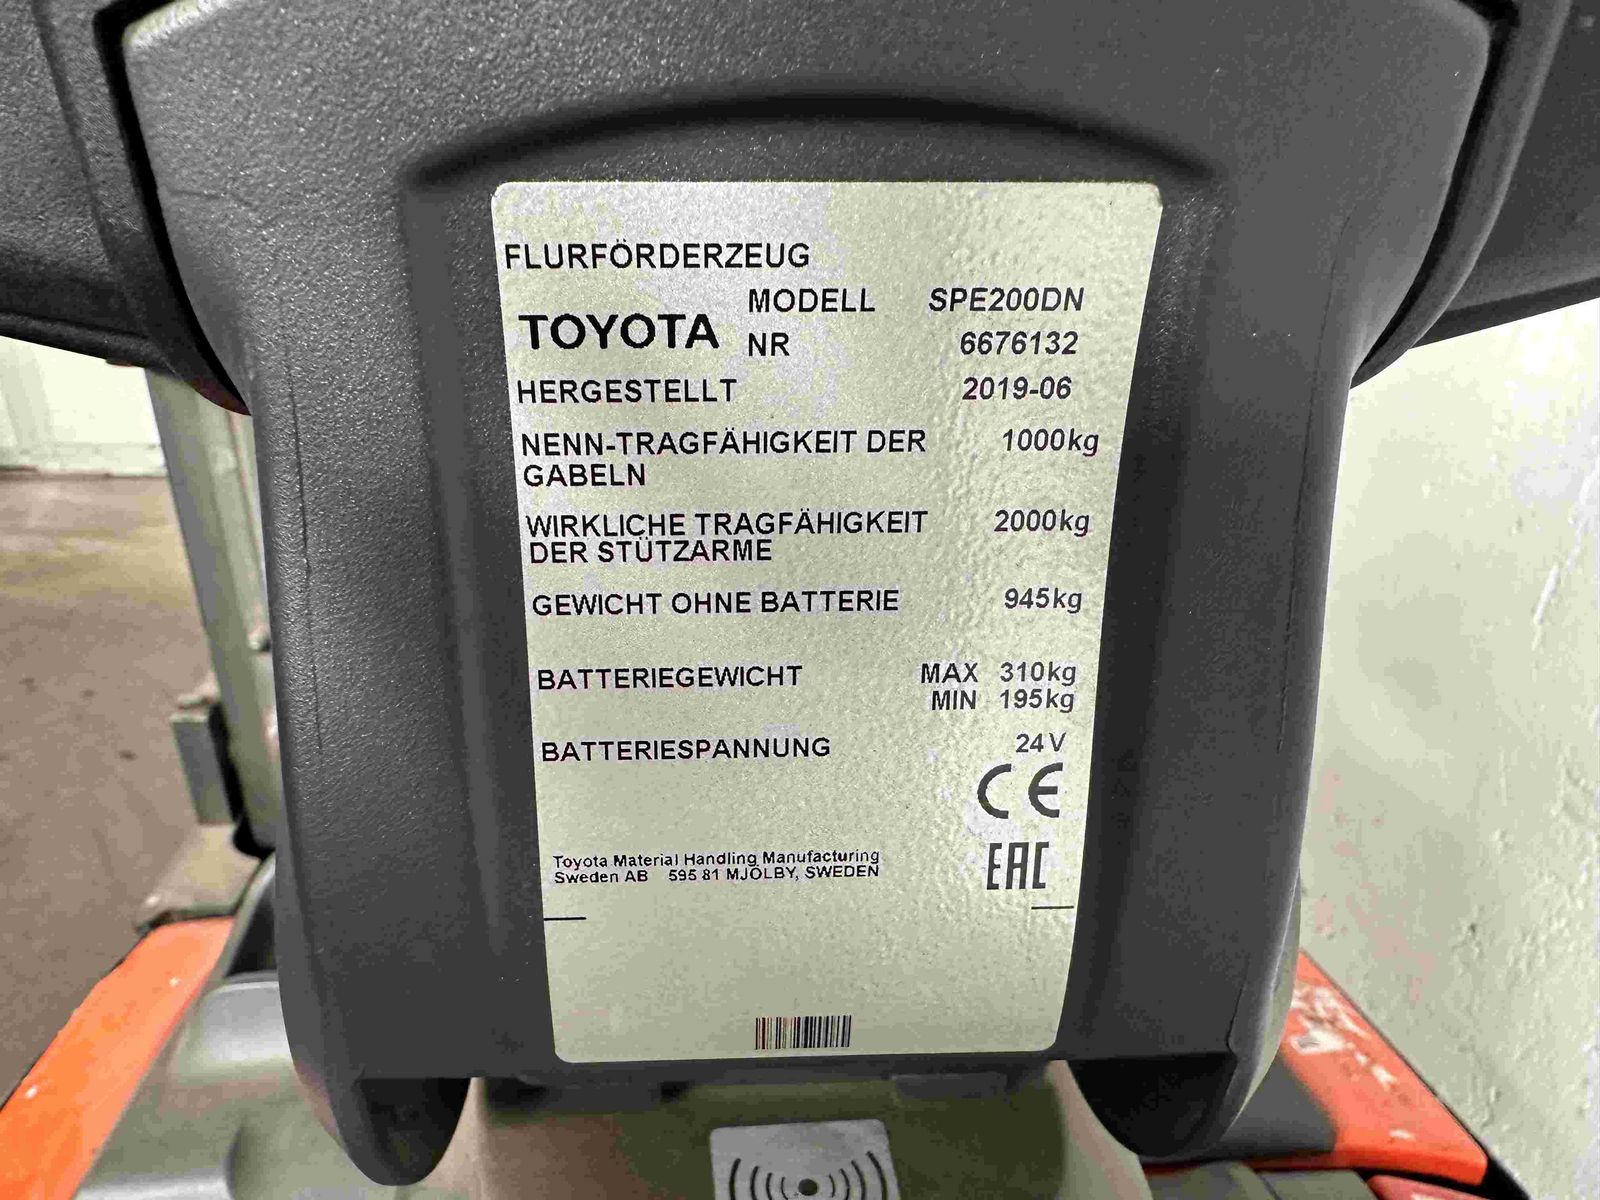 FLURFÖRDERZEUG
MODELL SPE200DN
TOYOTA
NR 6676132
HERGESTELLT 2019-06
NENN-TRAGFÄHIGKEIT DER 1000kg
GABELN
WIRKLICHE TRAGFÄHIGKEIT 2000kg
DER STÜTZARME
GEWICHT OHNE BATTERIE 945kg
BATTERIEGEWICHT MAX 310kg
MIN 195kg
BATTERIESPANNUNG 24V
CE
EAC
Toyota Material Handling Manufacturing
Sweden AB 595 81 MJÖLBY, SWEDEN